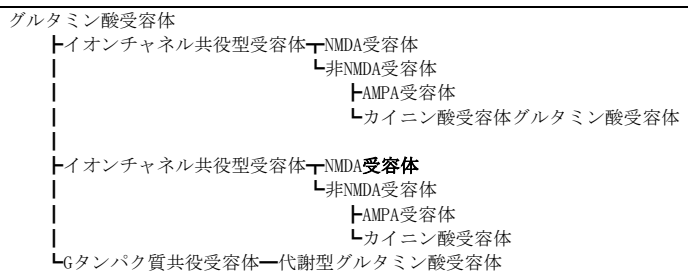 グルタミン酸受容体
┣イオンチャネル共役型受容体┳NMDA受容体
┃┗非NMDA受容体
┃┣AMPA受容体
┃┗カイニン酸受容体グルタミン酸受容体
┃
┣イオンチャネル共役型受容体┳NMDA受容体
┃┗非NMDA受容体
┃┣AMPA受容体
┃┗カイニン酸受容体
┗Gタンパク質共役受容体━代謝型グルタミン酸受容体